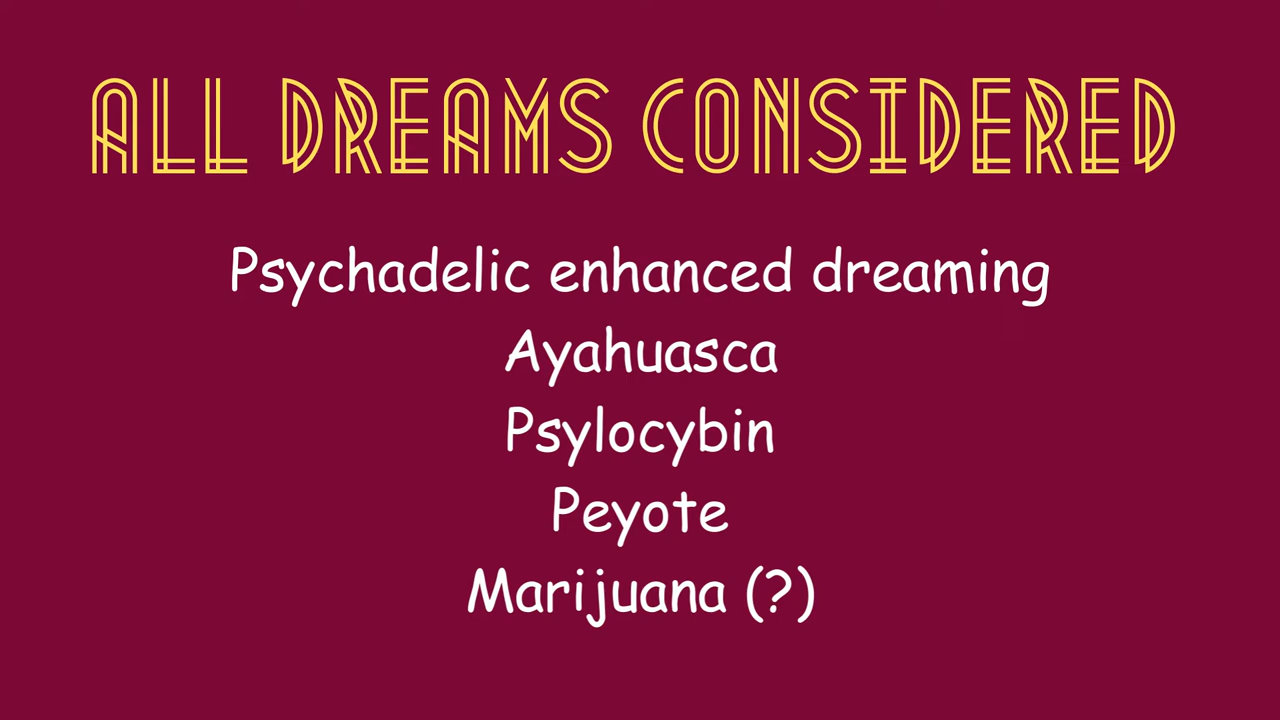 ALL DREAMS CONSIDERED
Psychadelic enhanced dreaming
Ayahuasca
Psylocybin
Peyote
Marijuana (?)